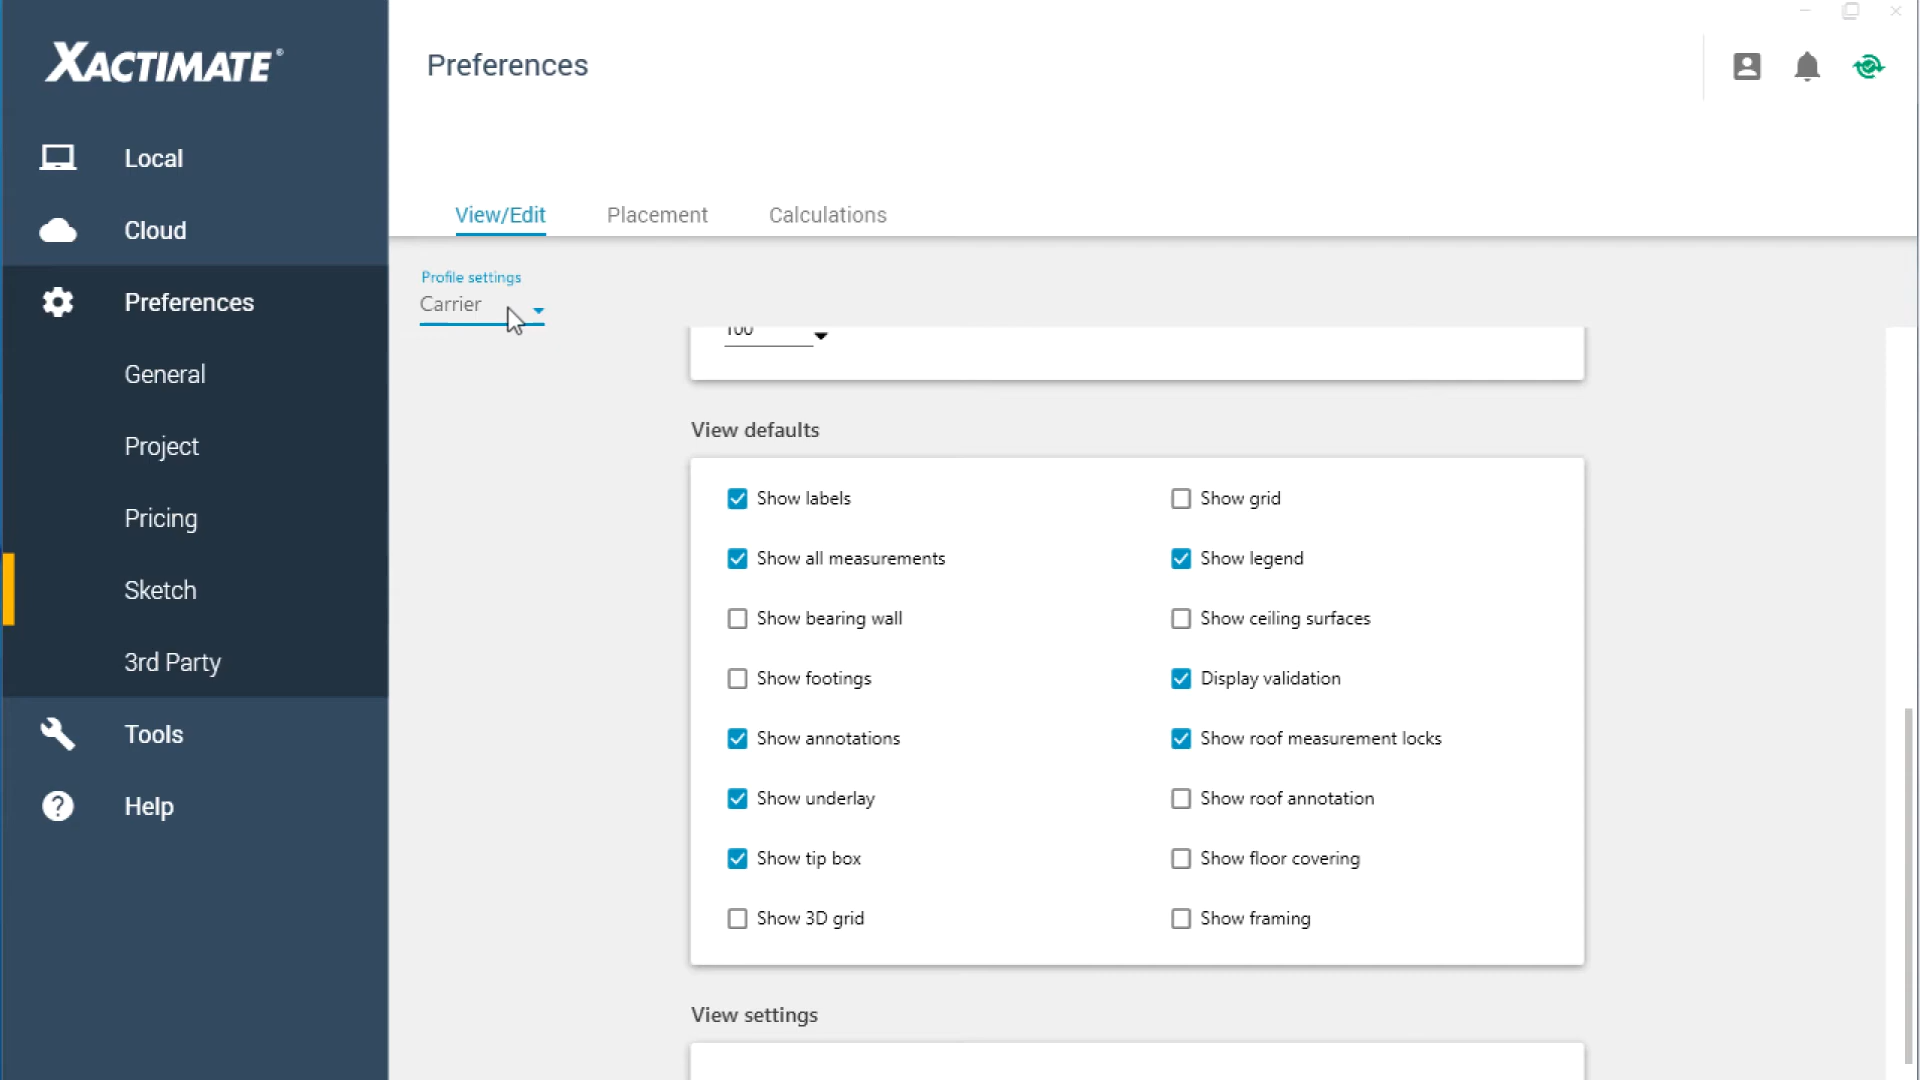 XACTIMATE®
Preferences
Local
Cloud
Preferences
General
Project
Pricing
Sketch
3rd Party
Tools
Help
View/Edit
Placement
Calculations
Profile settings
Carrier
100
View defaults
Show labels
Show grid
Show all measurements
Show legend
Show bearing wall
Show ceiling surfaces
Show footings
Display validation
Show annotations
Show roof measurement locks
Show underlay
Show roof annotation
Show tip box
Show floor covering
Show 3D grid
Show framing
View settings